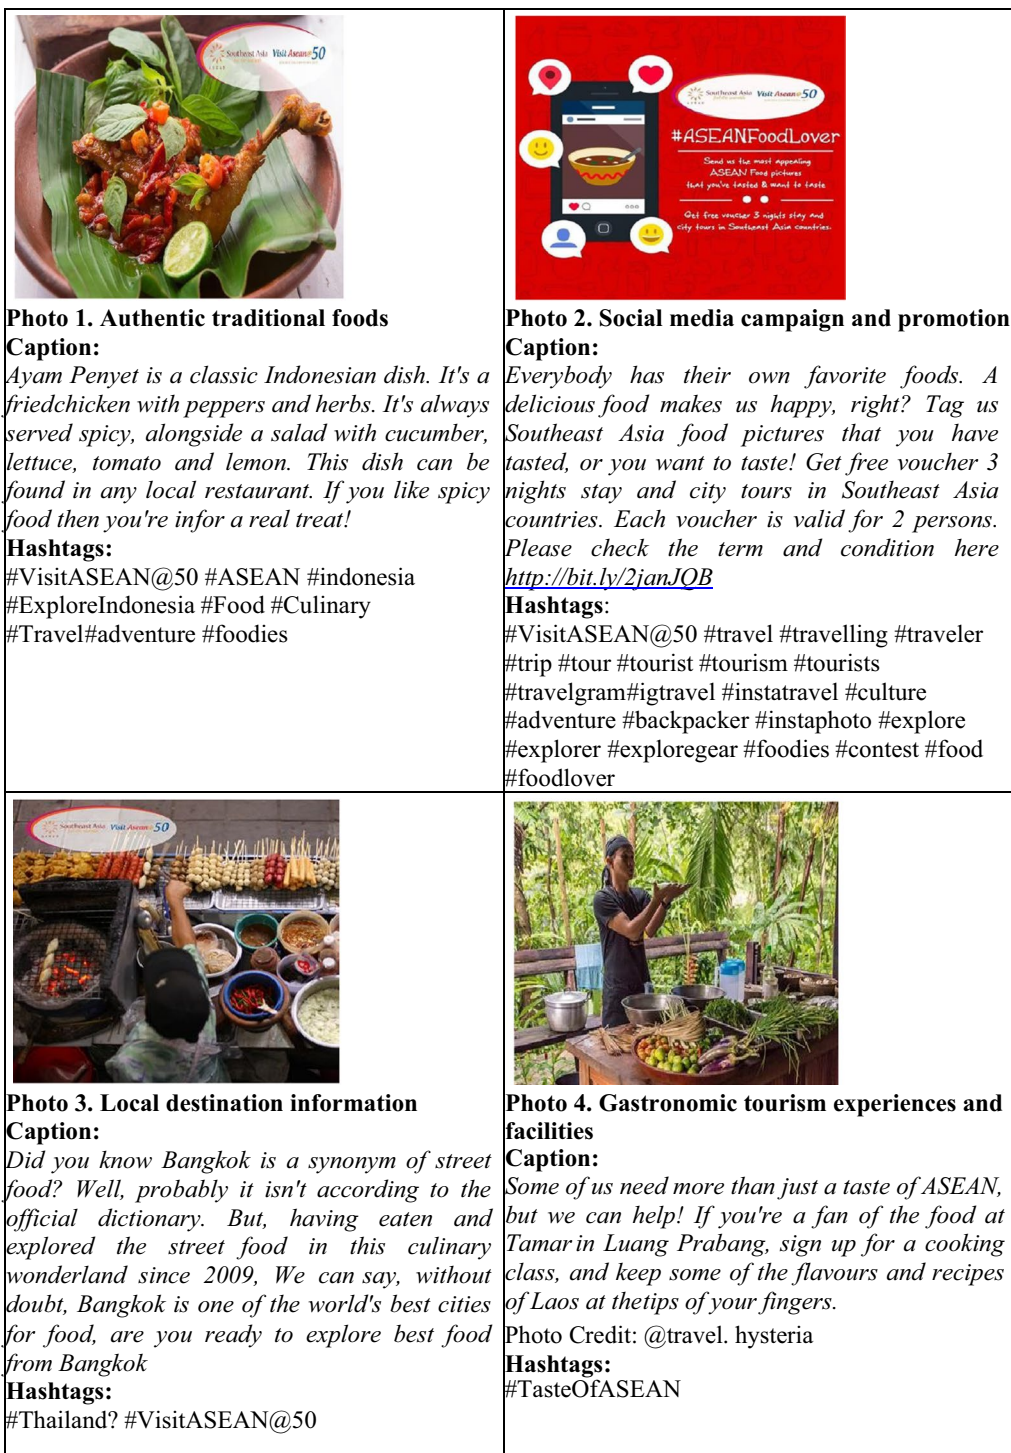 Southeast Asia Visit Asean@50
ASEAN
Photo 1. Authentic traditional foods
Caption:
Ayam Penyet is a classic Indonesian dish. It's a
friedchicken with peppers and herbs. It's always
served spicy, alongside a salad with cucumber,
lettuce, tomato and lemon. This dish can be
found in any local restaurant. If you like spicy
food then you're infor a real treat!
Hashtags:
#VisitASEAN@50 #ASEAN #indonesia
#ExploreIndonesia #Food #Culinary
#Travel#adventure #foodies
Southeast Asia Visit Asean@50
ASEAN
#ASEANFoodLover
Send us the most appealing
ASEAN Food pictures
that you've tasted & want to taste
Get free voucher 3 nights stay and
city tours in Southeast Asia countries.
Photo 2. Social media campaign and promotion
Caption:
Everybody has their own favorite foods. A
delicious food makes us happy, right? Tag us
Southeast Asia food pictures that you have
tasted, or you want to taste! Get free voucher 3
nights stay and city tours in Southeast Asia
countries. Each voucher is valid for 2 persons.
Please check the term and condition here
http://bit.ly/2janJQB
Hashtags:
#VisitASEAN@50 #travel #travelling #traveler
#trip #tour #tourist #tourism #tourists
#travelgram#igtravel #instatravel #culture
#adventure #backpacker #instaphoto #explore
#explorer #exploregear #foodies #contest #food
#foodlover
Southeast Asia Visit Asean@50
Photo 3. Local destination information
Caption:
Did you know Bangkok is a synonym of street
food? Well, probably it isn't according to the
official dictionary. But, having eaten and
explored the street food in this culinary
wonderland since 2009, We can say, without
doubt, Bangkok is one of the world's best cities
for food, are you ready to explore best food
from Bangkok
Hashtags:
#Thailand? #VisitASEAN@50
Photo 4. Gastronomic tourism experiences and
facilities
Caption:
Some of us need more than just a taste of ASEAN,
but we can help! If you're a fan of the food at
Tamar in Luang Prabang, sign up for a cooking
class, and keep some of the flavours and recipes
of Laos at thetips of your fingers.
Photo Credit: @travel. hysteria
Hashtags:
#TasteOfASEAN